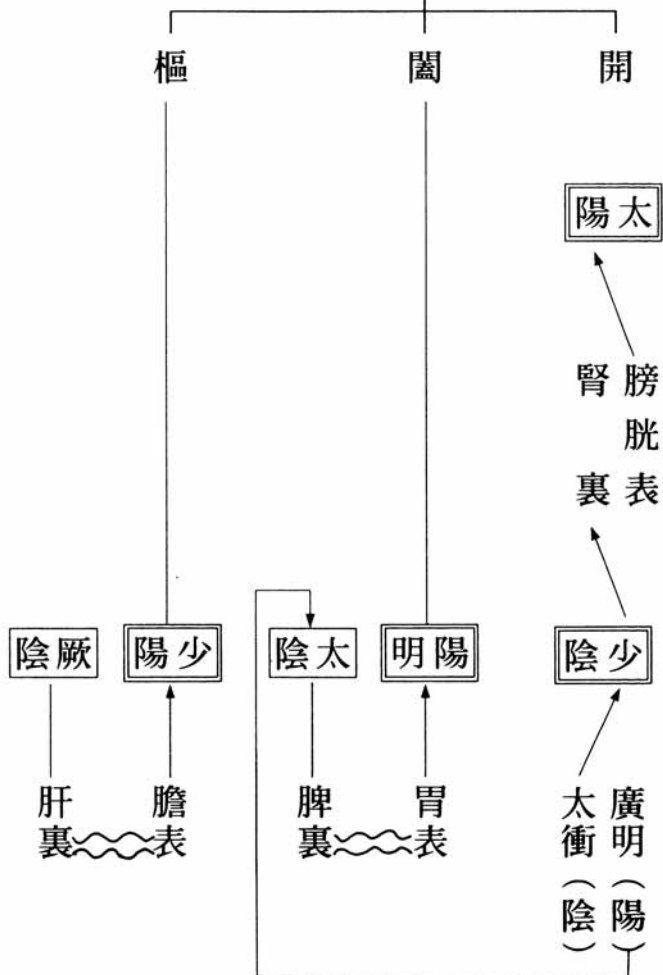 開
闔
樞
太陽
膀胱表
腎裏
少陰
陽明
太陰
少陽
厥陰
廣明（陽）
太衝（陰）
胃表
脾裏
膽表
肝裏